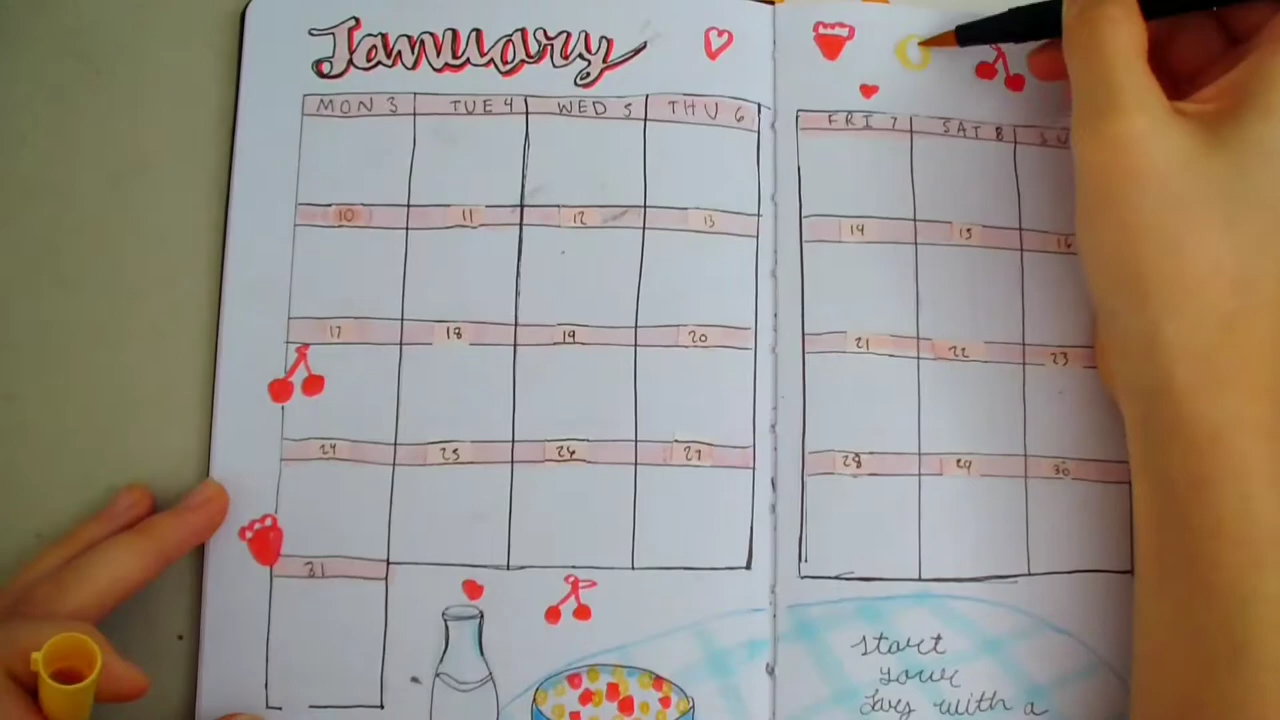 January
MON 3 TUE 4 WED 5 THU 6 FRI 7 SAT 8 SU
10 11 12 13 14 15 16
17 18 19 20 21 22 23
24 25 26 27 28 29 30
31
start
your
day with a